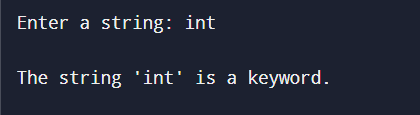 Enter a string: int
The string 'int' is a keyword.